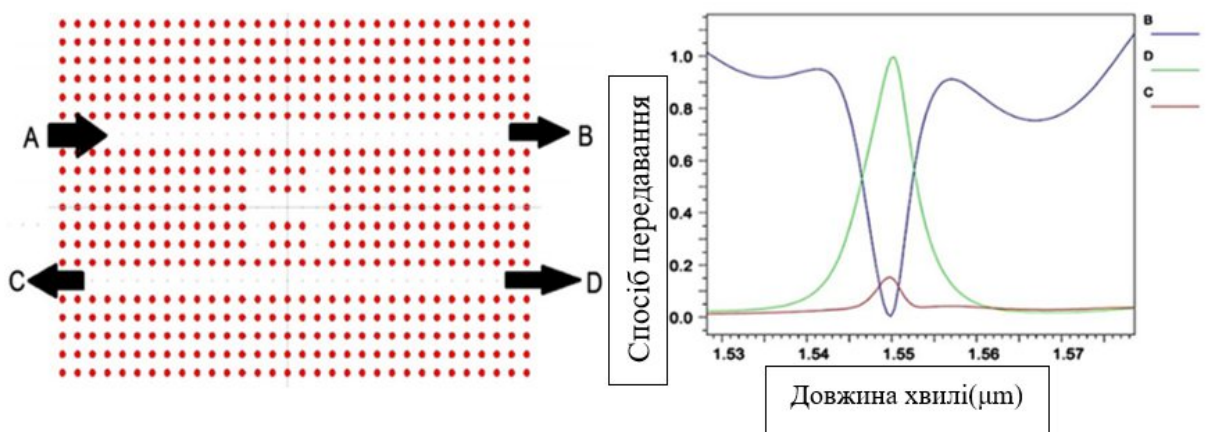 A
B
C
D
Спосіб передавання
1.0
0.8
0.6
0.4
0.2
0.0
1.53
1.54
1.55
1.56
1.57
Довжина хвилі(μm)
B
D
C